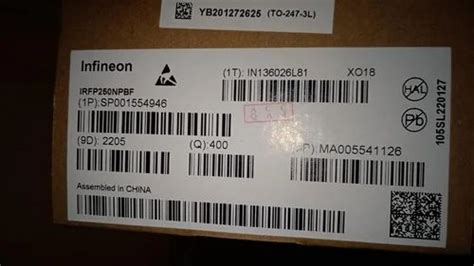 YB201272625 (TO-247-3L)
Infineon
IRFP250NPBF
(1P): SP001554946
(1T): IN136026L81 XO18
(9D): 2205
(Q): 400
P): MA005541126
Assembled in CHINA
HAL
Pb
105SL220127